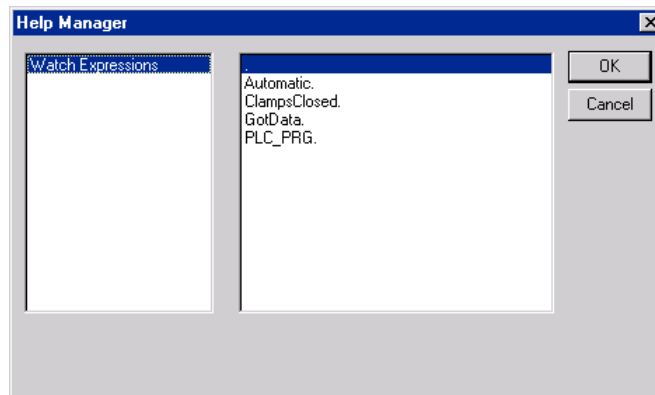 Help Manager
Watch Expressions
.
Automatic.
ClampsClosed.
GotData.
PLC_PRG.
OK
Cancel